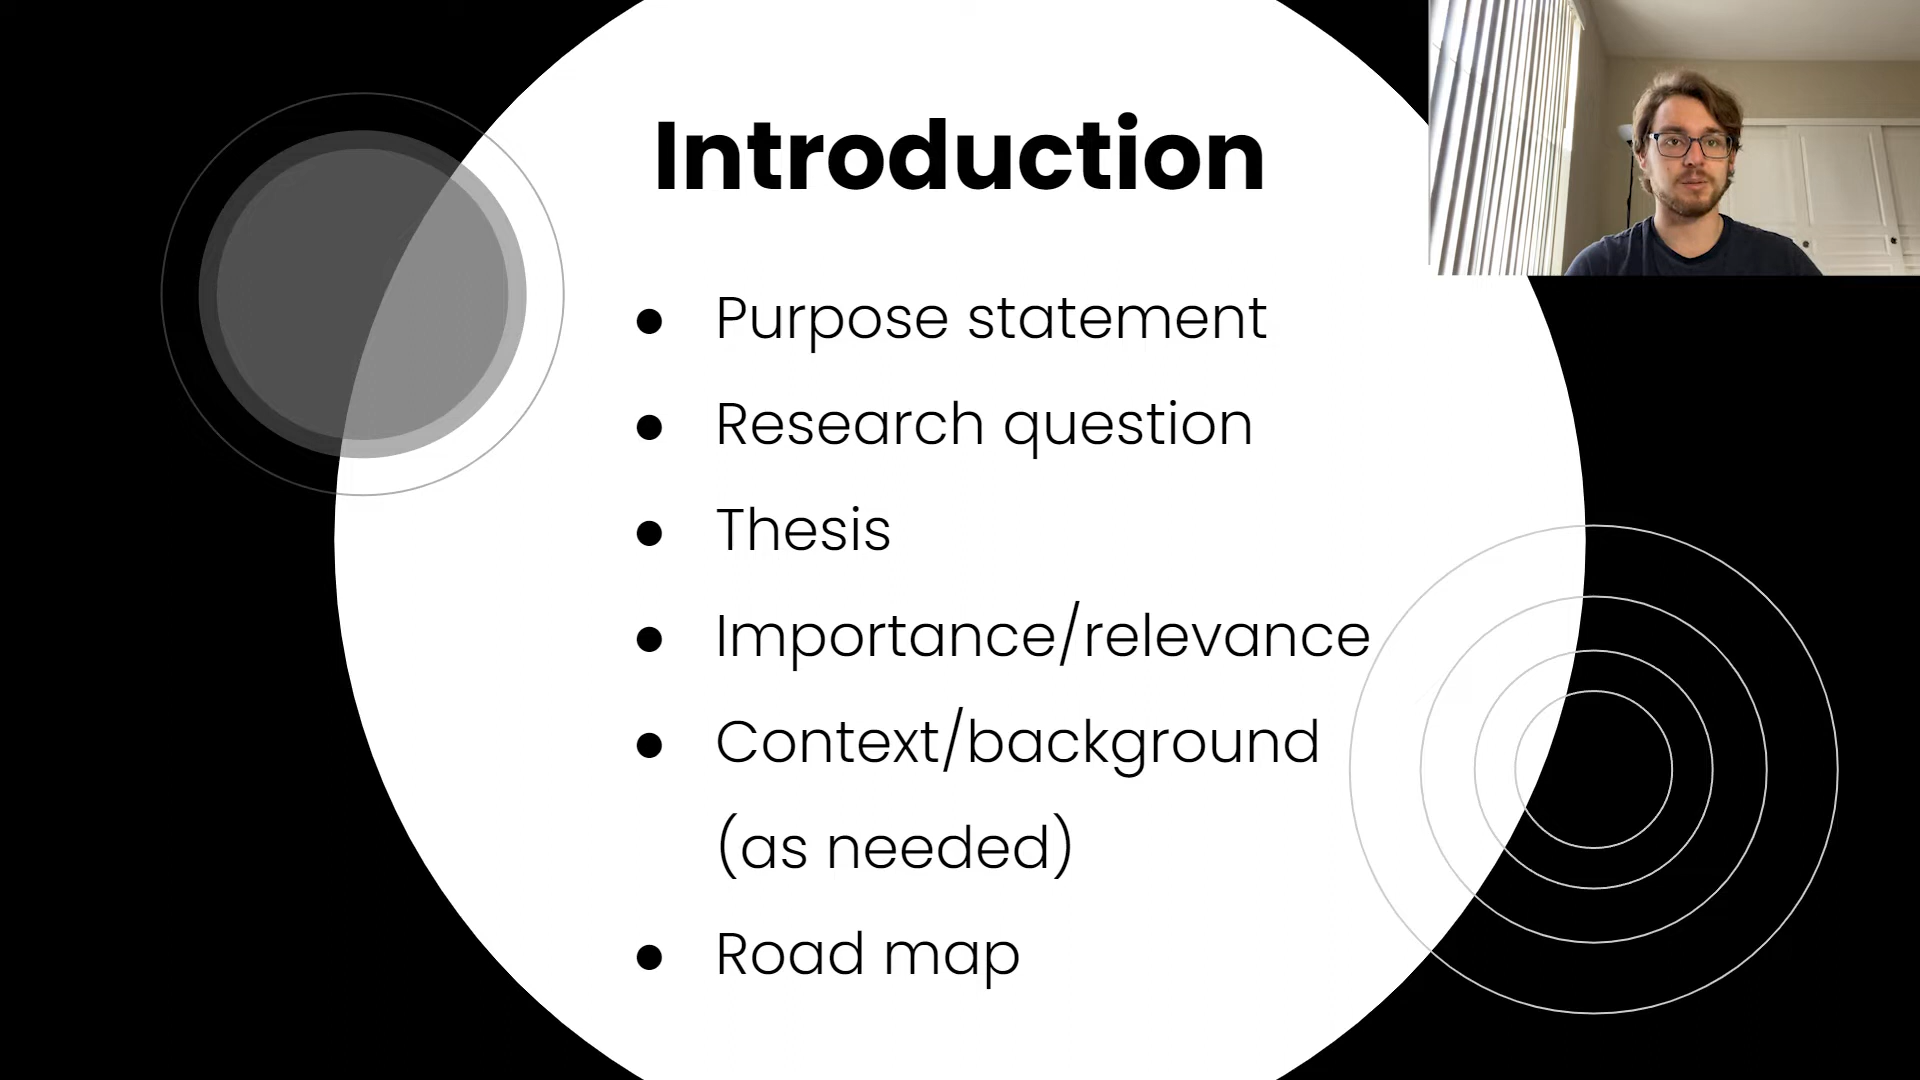 Introduction
● Purpose statement
● Research question
● Thesis
● Importance/relevance
● Context/background
(as needed)
● Road map